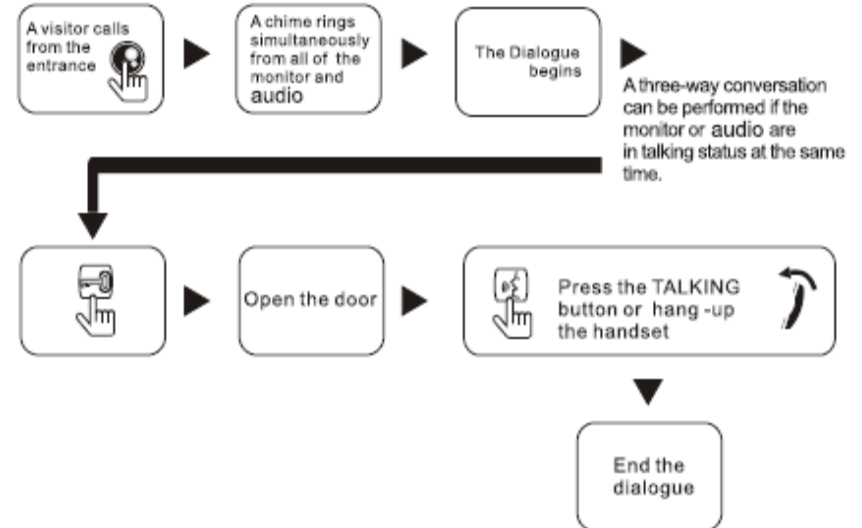 A visitor calls
from the
entrance
A chime rings
simultaneously
from all of the
monitor and
audio
The Dialogue
begins
A three-way conversation
can be performed if the
monitor or audio are
in talking status at the same
time.
Open the door
Press the TALKING
button or hang -up
the handset
End the
dialogue